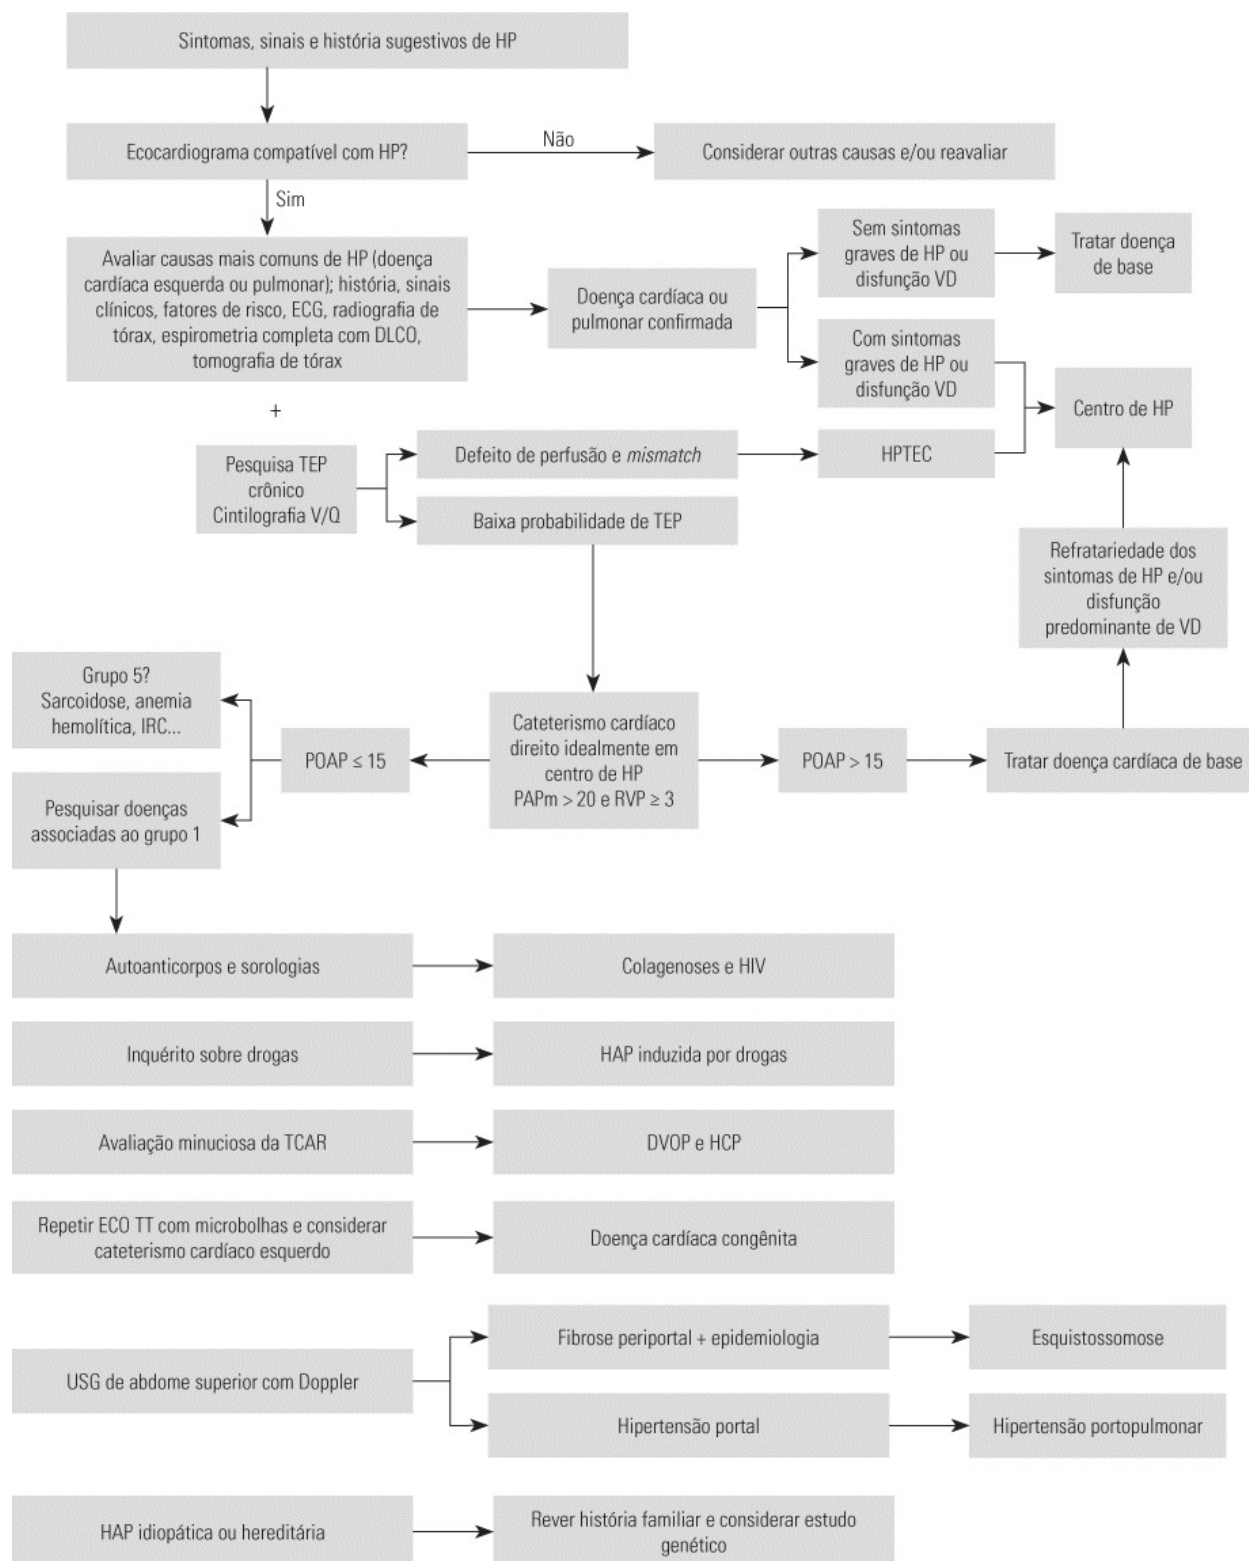 Sintomas, sinais e história sugestivos de HP
Ecocardiograma compatível com HP?
Não
Considerar outras causas e/ou reavaliar
Sim
Avaliar causas mais comuns de HP (doença
cardíaca esquerda ou pulmonar); história, sinais
clínicos, fatores de risco, ECG, radiografia de
tórax, espirometria completa com DLCO,
tomografia de tórax
Doença cardíaca ou
pulmonar confirmada
Sem sintomas
graves de HP ou
disfunção VD
Tratar doença
de base
Com sintomas
graves de HP ou
disfunção VD
Centro de HP
+
Pesquisa TEP
crônico
Cintilografia V/Q
Defeito de perfusão e mismatch
HPTEC
Baixa probabilidade de TEP
Refratariedade dos
sintomas de HP e/ou
disfunção
predominante de VD
Grupo 5?
Sarcoidose, anemia
hemolítica, IRC...
Pesquisar doenças
associadas ao grupo 1
POAP ≤ 15
Cateterismo cardíaco
direito idealmente em
centro de HP
PAPm > 20 e RVP ≥ 3
POAP > 15
Tratar doença cardíaca de base
Autoanticorpos e sorologias
Colagenoses e HIV
Inquérito sobre drogas
HAP induzida por drogas
Avaliação minuciosa da TCAR
DVOP e HCP
Repetir ECO TT com microbolhas e considerar
cateterismo cardíaco esquerdo
Doença cardíaca congênita
USG de abdome superior com Doppler
Fibrose periportal + epidemiologia
Esquistossomose
Hipertensão portal
Hipertensão portopulmonar
HAP idiopática ou hereditária
Rever história familiar e considerar estudo
genético